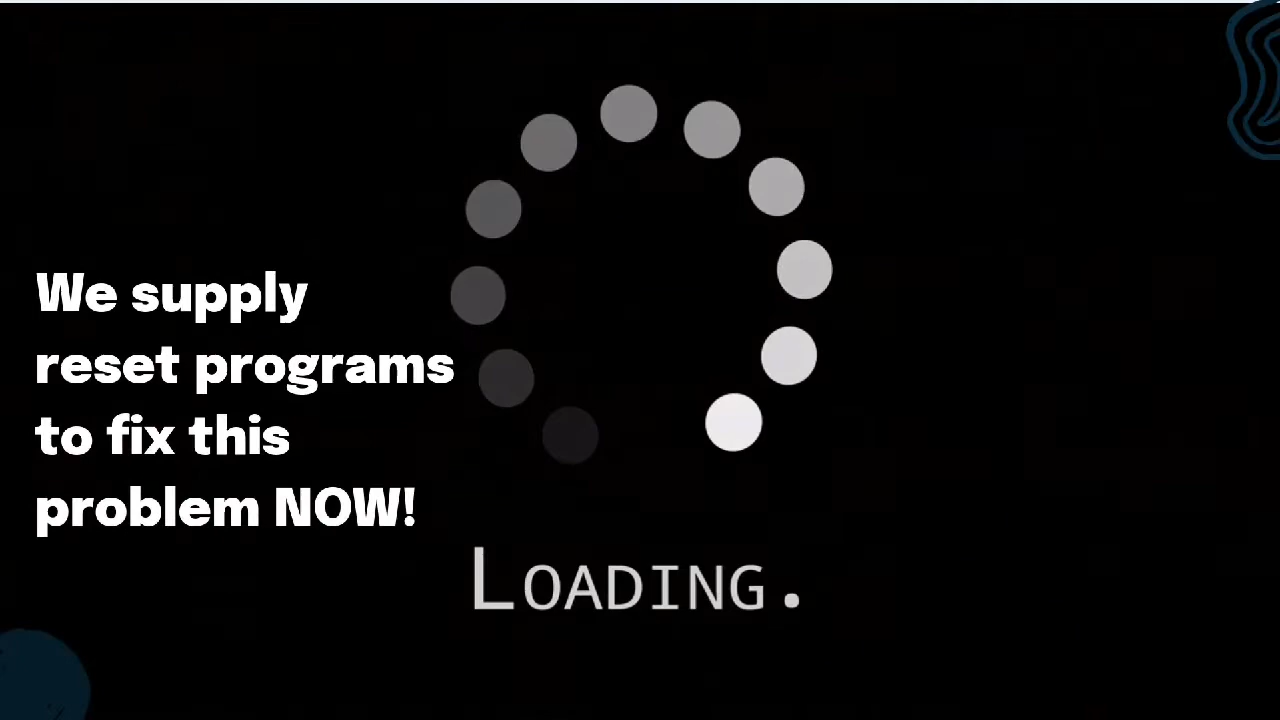 We supply
reset programs
to fix this
problem NOW!
LOADING.